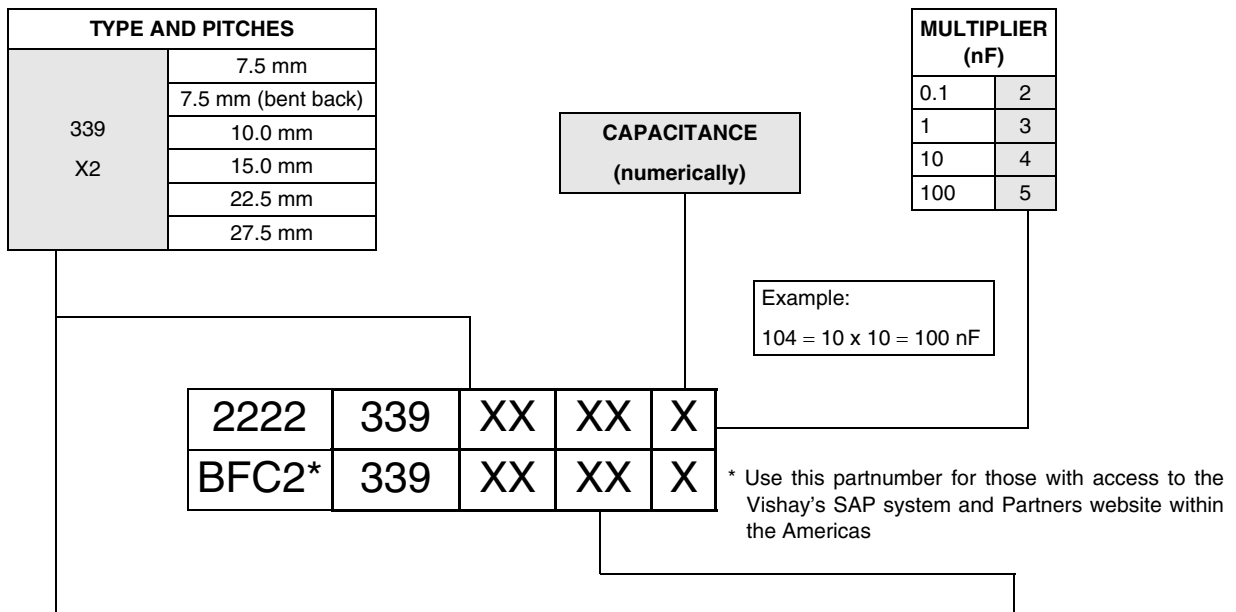 TYPE AND PITCHES
339
X2
7.5 mm
7.5 mm (bent back)
10.0 mm
15.0 mm
22.5 mm
27.5 mm
CAPACITANCE
(numerically)
MULTIPLIER
(nF)
0.1 2
1 3
10 4
100 5
Example:
104 = 10 x 10 = 100 nF
2222 339 XX XX X
BFC2* 339 XX XX X
* Use this partnumber for those with access to the
Vishay's SAP system and Partners website within
the Americas